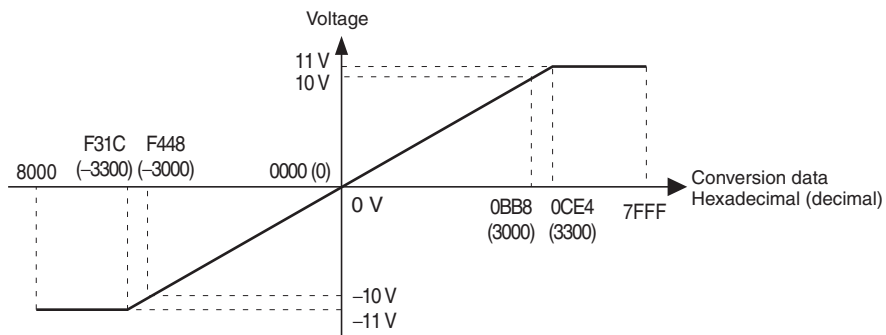 Voltage
11 V
10 V
F31C F448
8000 (–3300) (–3000) 0000 (0)
Conversion data
Hexadecimal (decimal)
0 V
0BB8 0CE4 7FFF
(3000) (3300)
–10 V
–11 V